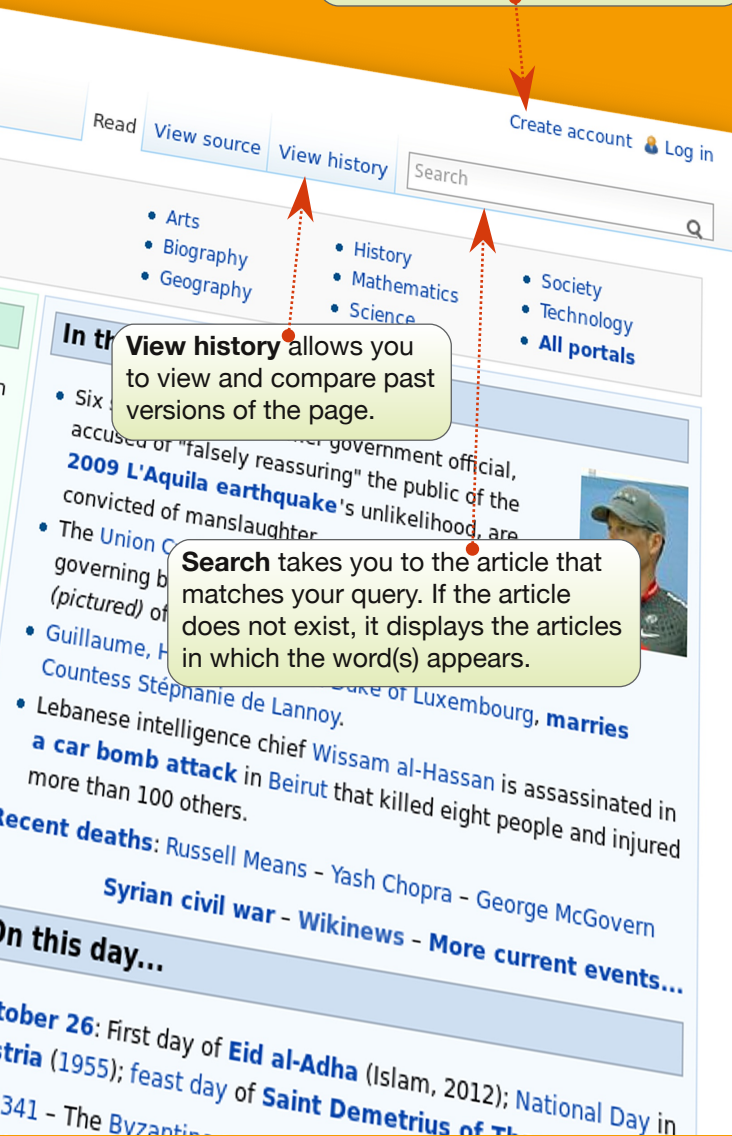 Create account Log in
Read View source View history Search
Arts
Biography
Geography
History
Mathematics
Science
Society
Technology
All portals
View history allows you
to view and compare past
versions of the page.
In
Six
government official,
accused of "falsely reassuring" the public of the
2009 L'Aquila earthquake's unlikelihood, are
convicted of manslaughter.
The Union
governing
(pictured) of
Search takes you to the article that
matches your query. If the article
does not exist, it displays the articles
in which the word(s) appears.
Guillaume, Duke of Luxembourg, marries
Countess Stéphanie de Lannoy.
Lebanese intelligence chief Wissam al-Hassan is assassinated in
a car bomb attack in Beirut that killed eight people and injured
more than 100 others.
Recent deaths: Russell Means – Yash Chopra – George McGovern
Syrian civil war – Wikinews – More current events...
On this day...
tober 26: First day of Eid al-Adha (Islam, 2012); National Day in
stria (1955); feast day of Saint Demetrius of
341 – The